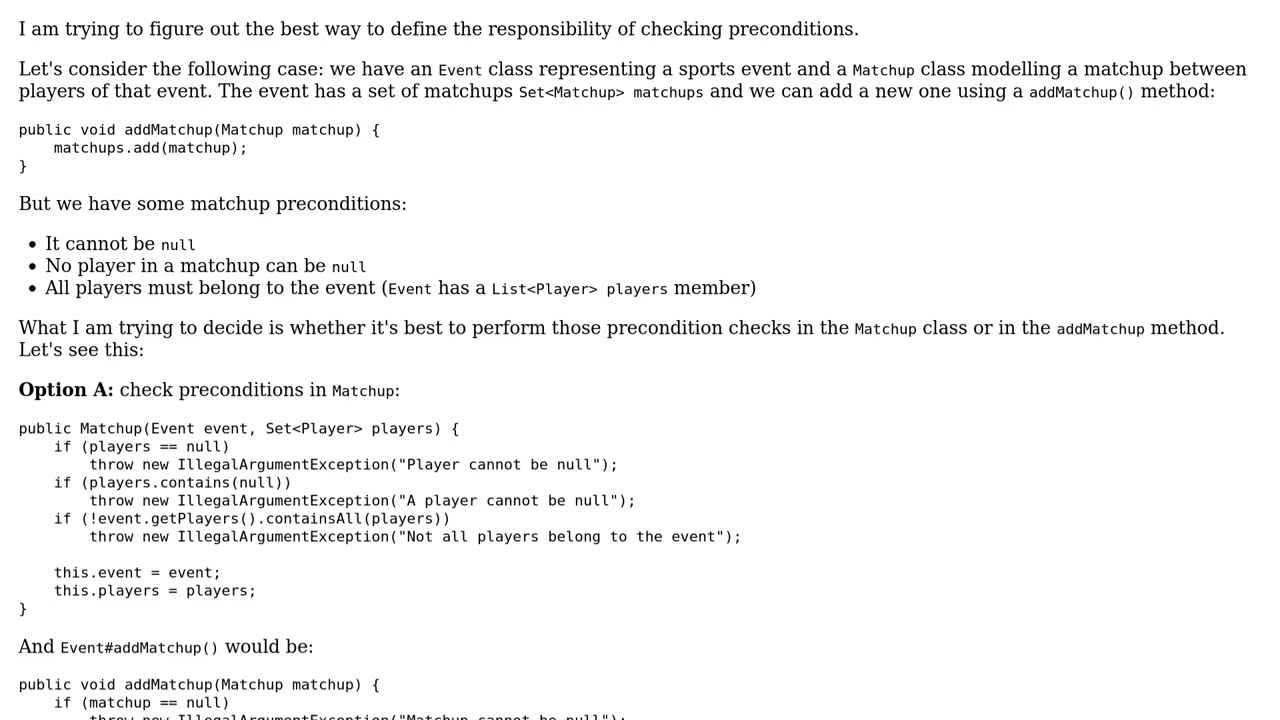 I am trying to figure out the best way to define the responsibility of checking preconditions.
Let's consider the following case: we have an Event class representing a sports event and a Matchup class modelling a matchup between
players of that event. The event has a set of matchups Set<Matchup> matchups and we can add a new one using a addMatchup() method:
public void addMatchup(Matchup matchup) {
    matchups.add(matchup);
}
But we have some matchup preconditions:
• It cannot be null
• No player in a matchup can be null
• All players must belong to the event (Event has a List<Player> players member)
What I am trying to decide is whether it's best to perform those precondition checks in the Matchup class or in the addMatchup method.
Let's see this:
Option A: check preconditions in Matchup:
public Matchup(Event event, Set<Player> players) {
    if (players == null)
        throw new IllegalArgumentException("Player cannot be null");
    if (players.contains(null))
        throw new IllegalArgumentException("A player cannot be null");
    if (!event.getPlayers().containsAll(players))
        throw new IllegalArgumentException("Not all players belong to the event");
    this.event = event;
    this.players = players;
}
And Event#addMatchup() would be:
public void addMatchup(Matchup matchup) {
    if (matchup == null)
        throw new IllegalArgumentException("Matchup cannot be null");